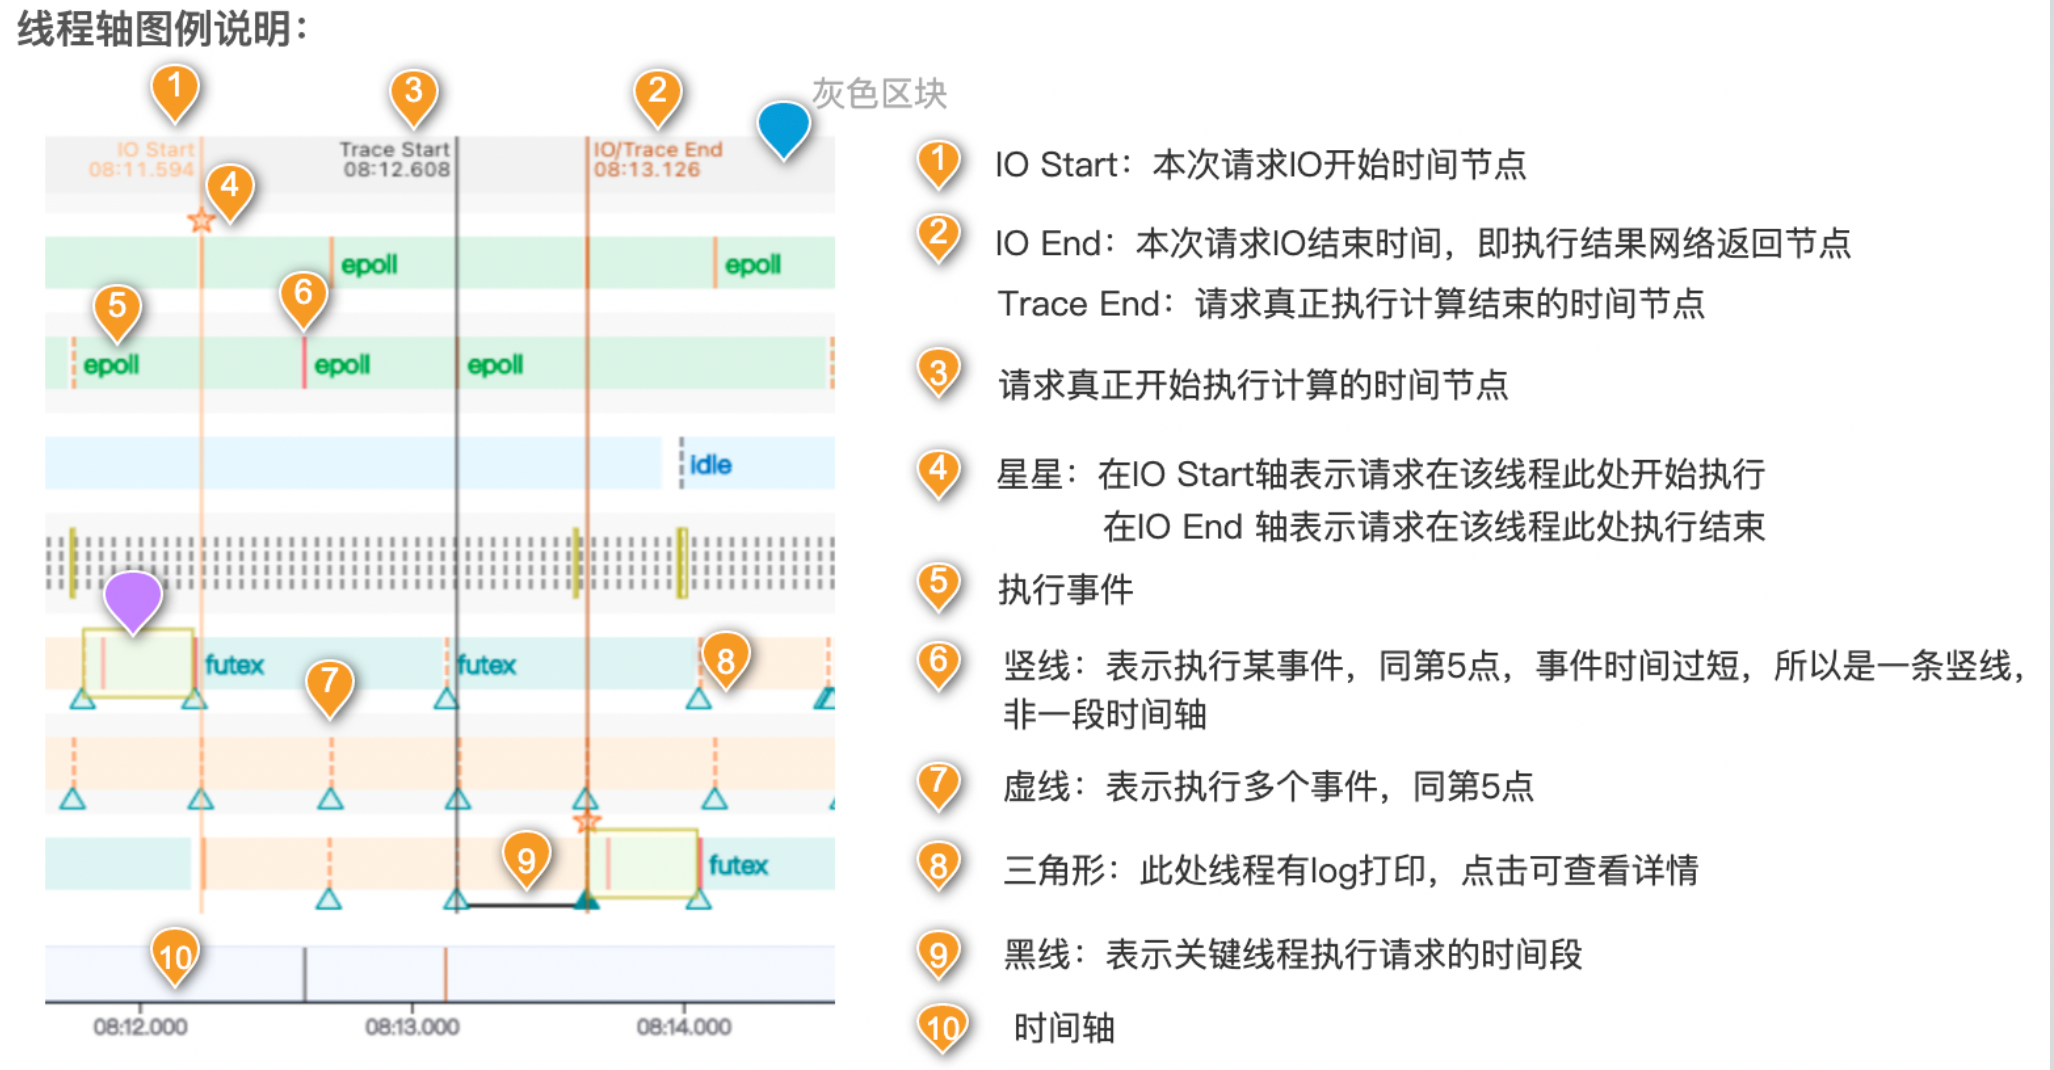 线程轴图例说明：
1
3
2
灰色区块
IO Start
08:11.594
Trace Start
08:12.608
IO/Trace End
08:13.126
4
epoll
epoll
5
6
epoll
epoll
epoll
idle
futex
futex
7
8
9
futex
10
08:12.000
08:13.000
08:14.000
1 IO Start：本次请求IO开始时间节点
2 IO End：本次请求IO结束时间，即执行结果网络返回节点
Trace End：请求真正执行计算结束的时间节点
3 请求真正开始执行计算的时间节点
4 星星：在IO Start轴表示请求在该线程此处开始执行
在IO End 轴表示请求在该线程此处执行结束
5 执行事件
6 竖线：表示执行某事件，同第5点，事件时间过短，所以是一条竖线，
非一段时间轴
7 虚线：表示执行多个事件，同第5点
8 三角形：此处线程有log打印，点击可查看详情
9 黑线：表示关键线程执行请求的时间段
10 时间轴